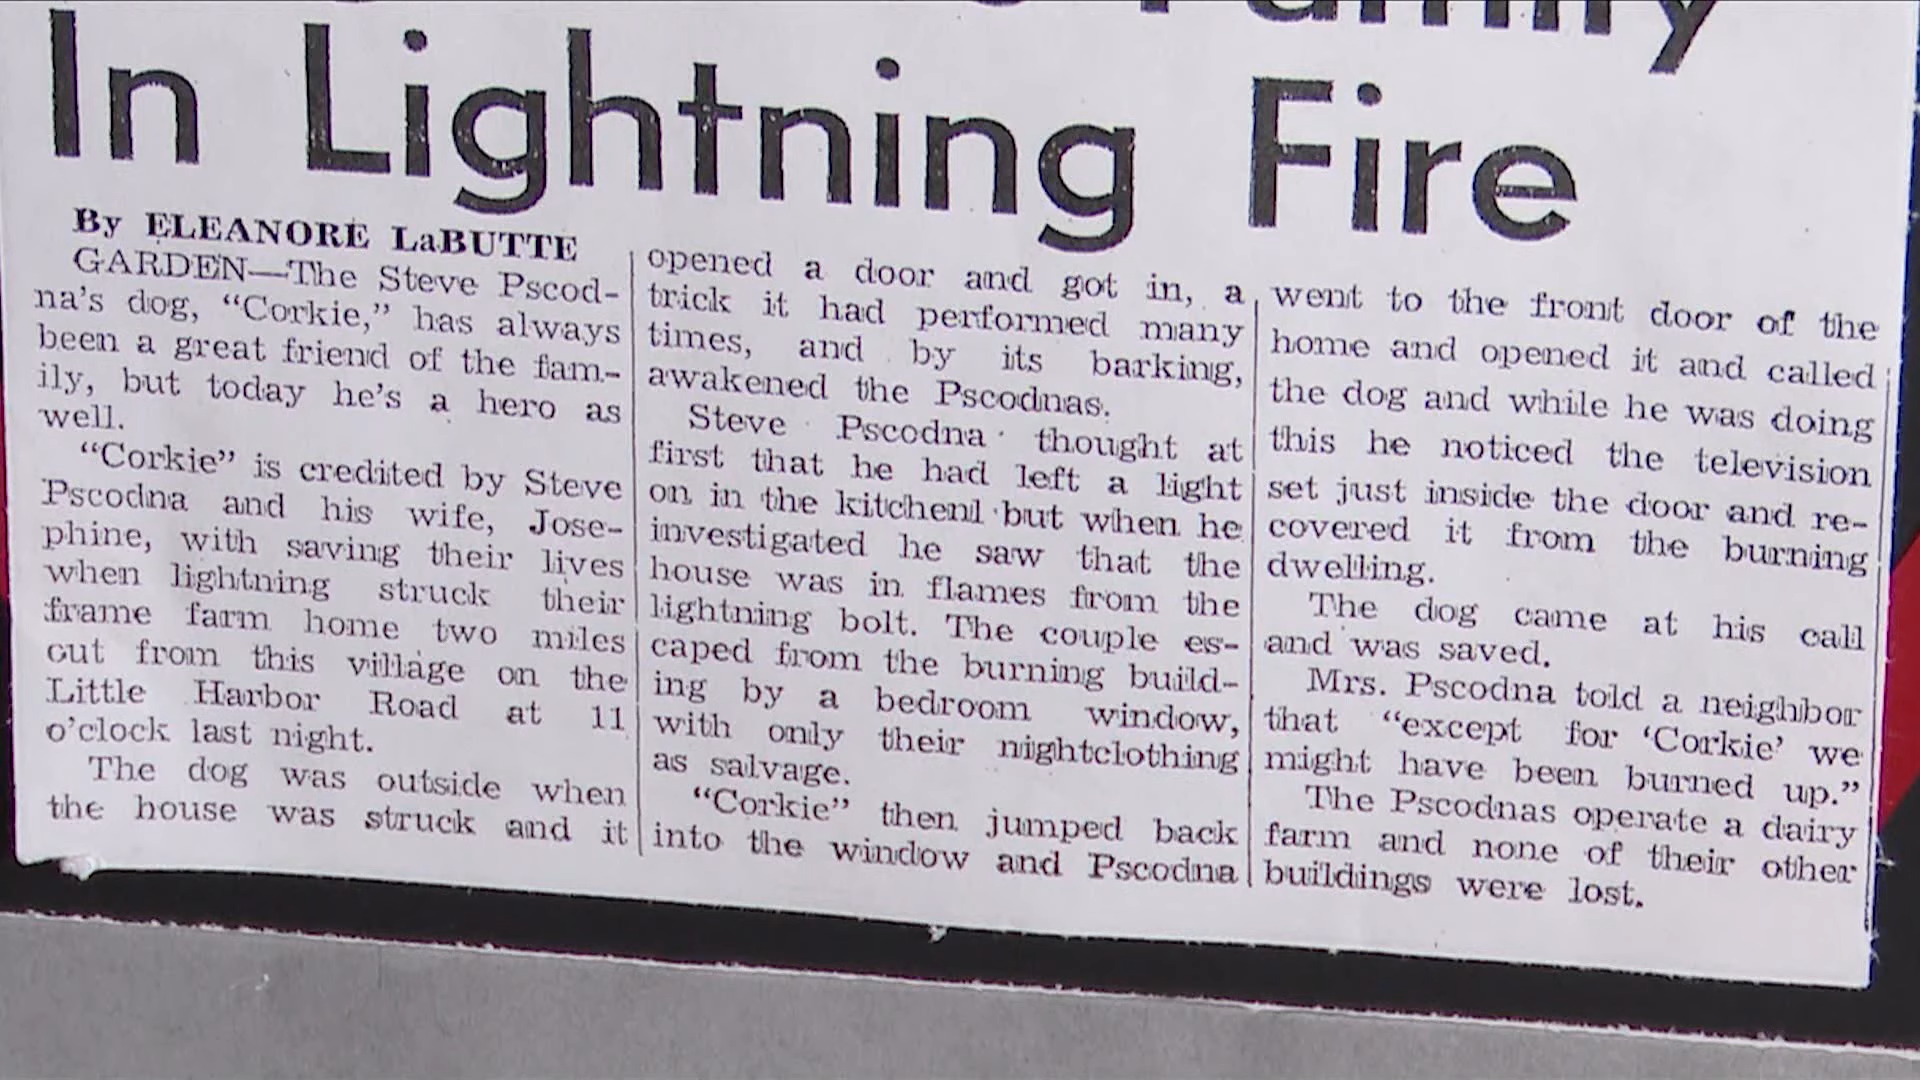 Family
In Lightning Fire
By ELEANORE LaBUTTE
GARDEN—The Steve Pscod-
na's dog, "Corkie," has always
been a great friend of the fam-
ily, but today he's a hero as
well.
"Corkie" is credited by Steve
Pscodna and his wife, Jose-
phine, with saving their lives
when lightning struck their
frame farm home two miles
out from this village on the
Little Harbor Road at 11
o'clock last night.
The dog was outside when
the house was struck and it
opened a door and got in, a
trick it had performed many
times, and by its barking,
awakened the Pscodnas.
Steve Pscodna thought at
first that he had left a light
on in the kitchenl but when he
investigated he saw that the
house was in flames from the
lightning bolt. The couple es-
caped from the burning build-
ing by a bedroom window,
with only their nightclothing
as salvage.
"Corkie" then jumped back
into the window and Pscodna
went to the front door of the
home and opened it and called
the dog and while he was doing
this he noticed the television
set just inside the door and re-
covered it from the burning
dwelling.
The dog came at his call
and was saved.
Mrs. Pscodna told a neighbor
that "except for 'Corkie' we
might have been burned up."
The Pscodnas operate a dairy
farm and none of their other
buildings were lost.